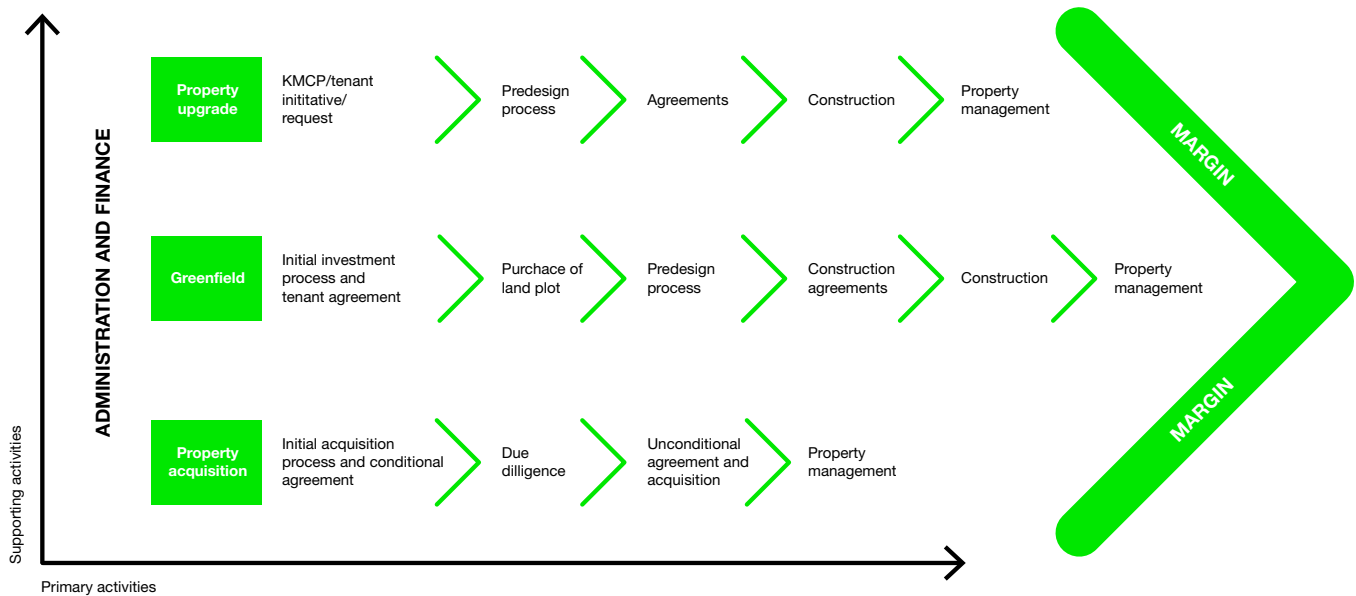 Property
upgrade
KMCP/tenant
inititative/
request
Predesign
process
Agreements
Construction
Property
management
MARGIN
ADMINISTRATION AND FINANCE
Greenfield
Initial investment
process and
tenant agreement
Purchace of
land plot
Predesign
process
Construction
agreements
Construction
Property
management
MARGIN
Property
acquisition
Initial acquisition
process and conditional
agreement
Due
dilligence
Unconditional
agreement and
acquisition
Property
management
Supporting activities
Primary activities